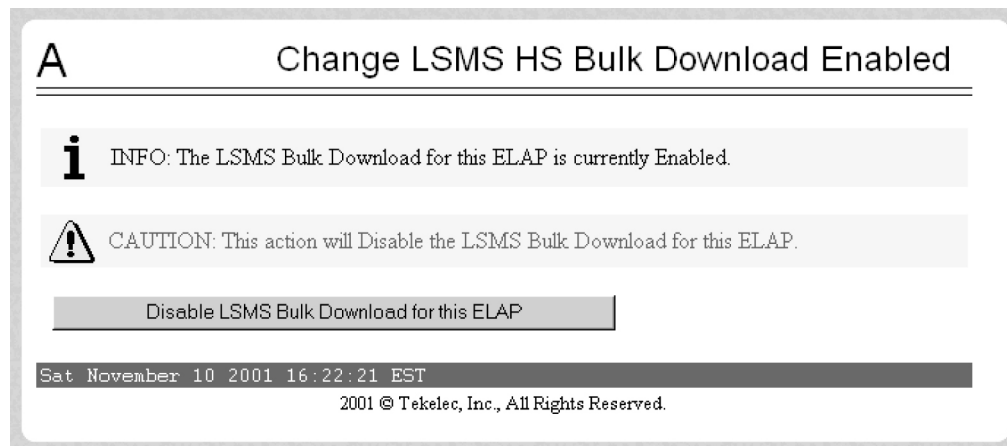 A
Change LSMS HS Bulk Download Enabled
INFO: The LSMS Bulk Download for this ELAP is currently Enabled.
CAUTION: This action will Disable the LSMS Bulk Download for this ELAP.
Disable LSMS Bulk Download for this ELAP
Sat November 10 2001 16:22:21 EST
2001 © Tekelec, Inc., All Rights Reserved.